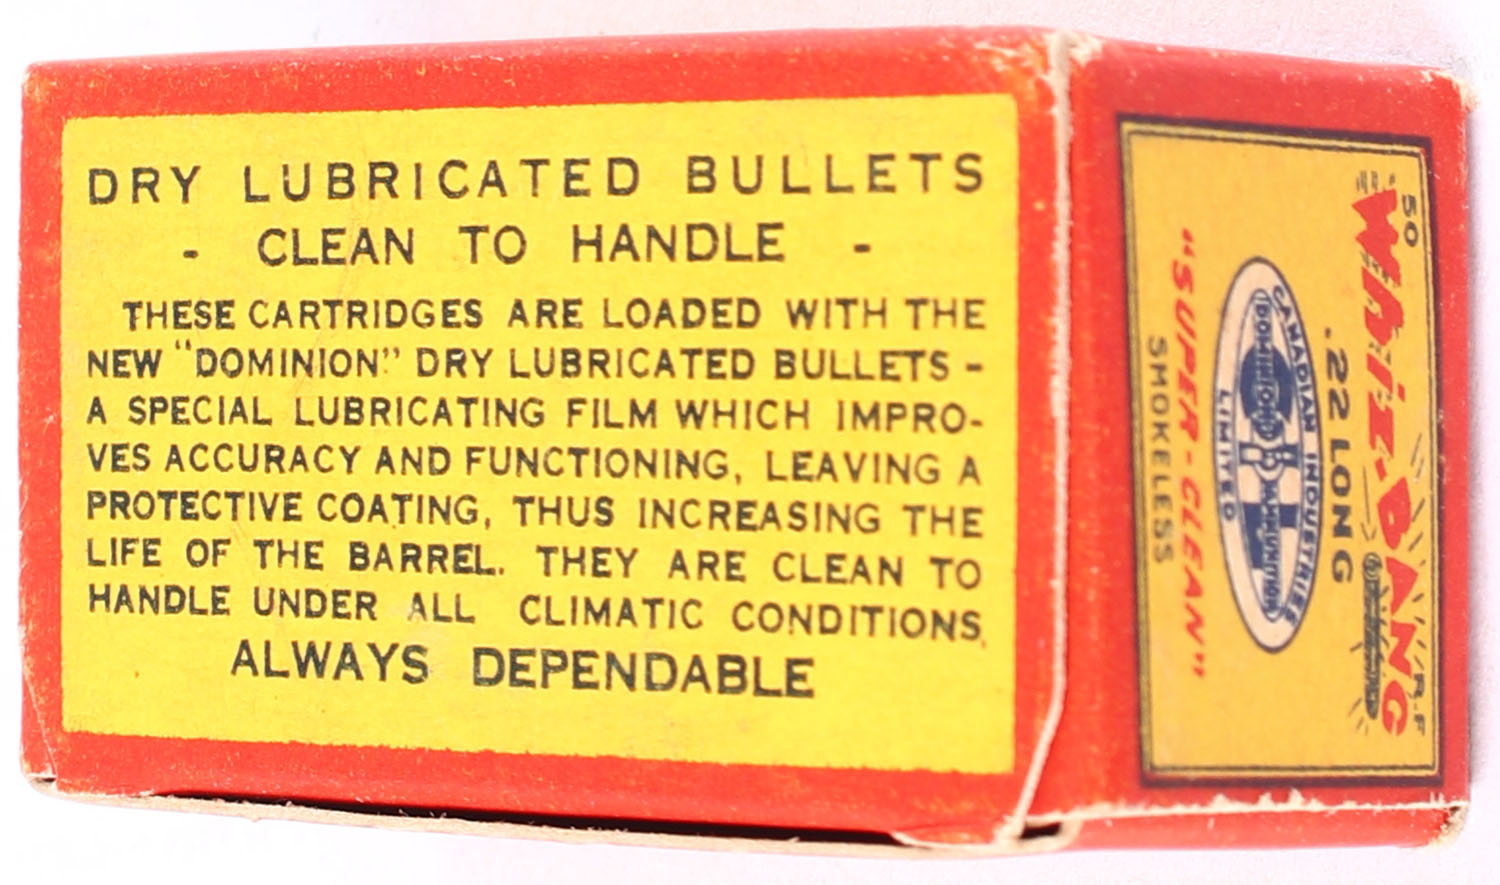 DRY LUBRICATED BULLETS
- CLEAN TO HANDLE -
THESE CARTRIDGES ARE LOADED WITH THE
NEW "DOMINION" DRY LUBRICATED BULLETS -
A SPECIAL LUBRICATING FILM WHICH IMPRO-
VES ACCURACY AND FUNCTIONING, LEAVING A
PROTECTIVE COATING, THUS INCREASING THE
LIFE OF THE BARREL. THEY ARE CLEAN TO
HANDLE UNDER ALL CLIMATIC CONDITIONS.
ALWAYS DEPENDABLE
50 R.F
WHiZ-BANG
.22 LONG
CANADIAN INDUSTRIES
DOMINION AMMUNITION
LIMITED
"SUPER-CLEAN"
SMOKELESS